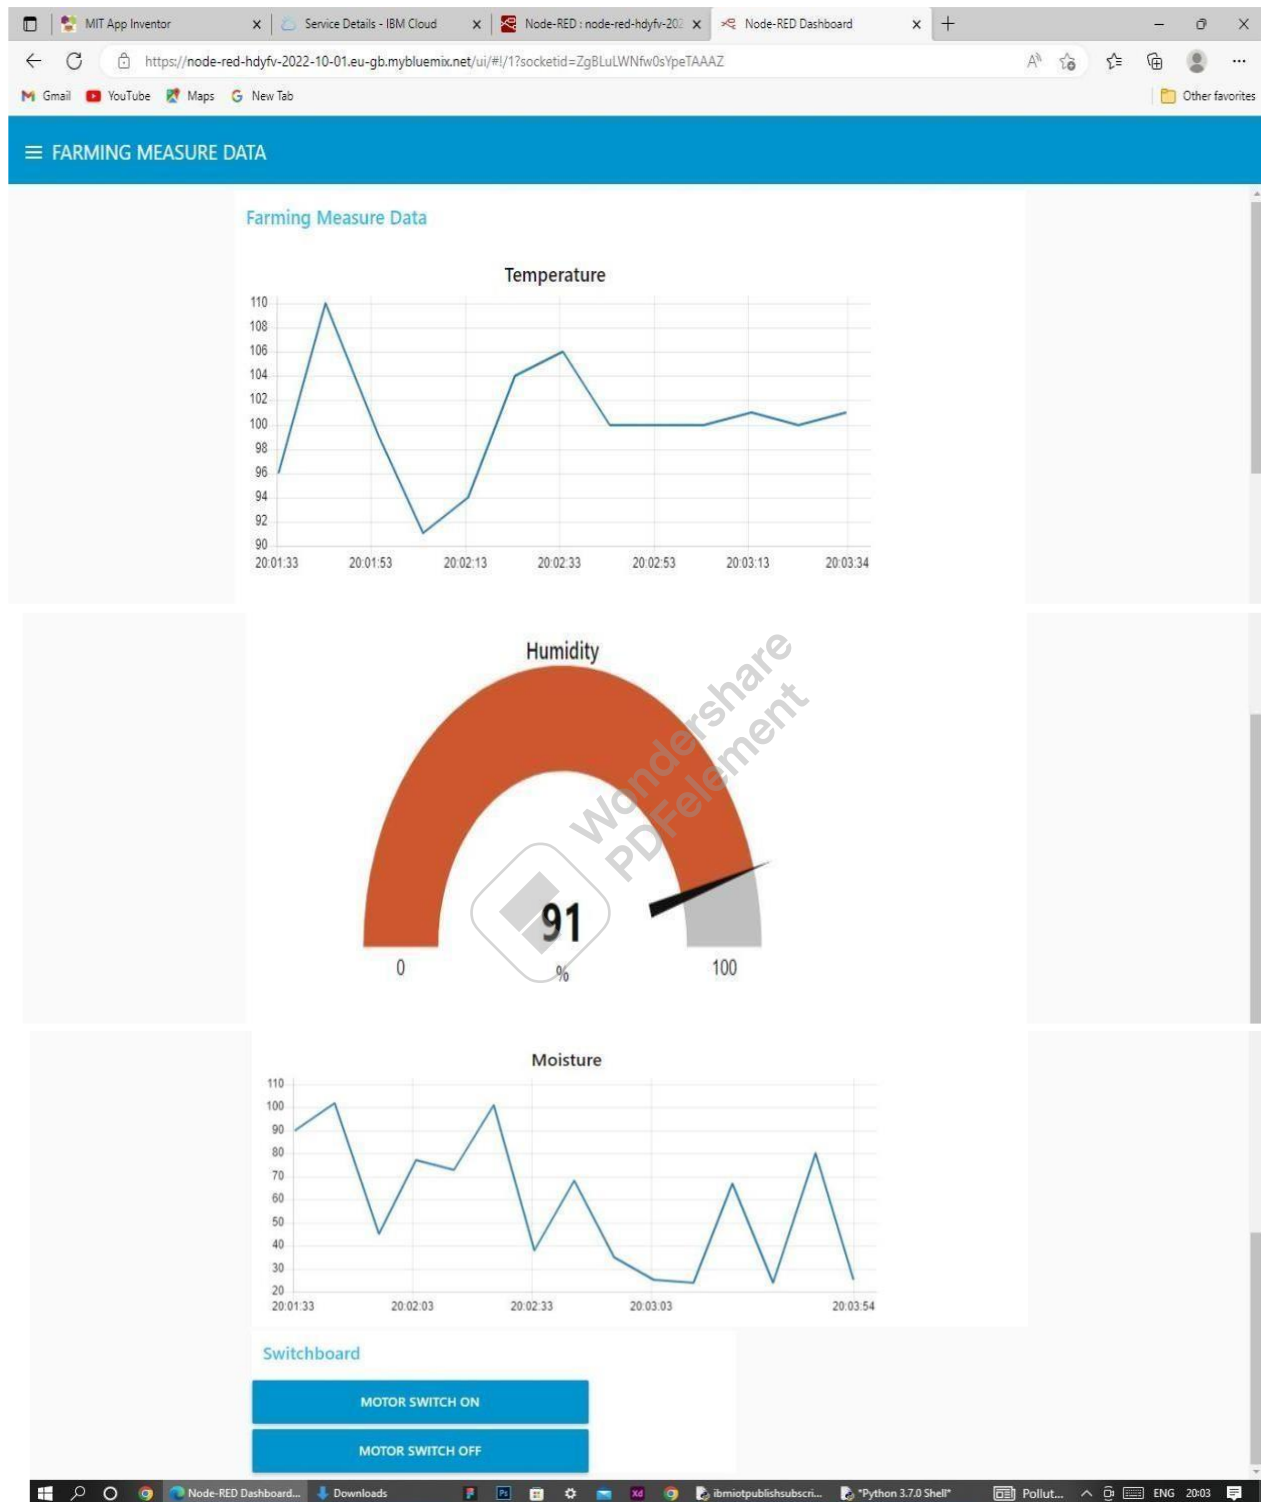 MIT App Inventor
Service Details - IBM Cloud
Node-RED : node-red-hdyfv-202
Node-RED Dashboard
https://node-red-hdyfv-2022-10-01.eu-gb.mybluemix.net/ui/#!/1?socketid=ZgBLuLWNfw0sYpeTAAAZ
Gmail YouTube Maps New Tab Other favorites
FARMING MEASURE DATA
Farming Measure Data
Temperature
110
108
106
104
102
100
98
96
94
92
90
20:01:33 20:01:53 20:02:13 20:02:33 20:02:53 20:03:13 20:03:34
Humidity
Wondershare
PDFelement
91
0 % 100
Moisture
110
100
90
80
70
60
50
40
30
20
20:01:33 20:02:03 20:02:33 20:03:03 20:03:54
Switchboard
MOTOR SWITCH ON
MOTOR SWITCH OFF
Node-RED Dashboard... Downloads Ps Xd ibmiotpublishsubscri... *Python 3.7.0 Shell* Pollut... ENG 20:03